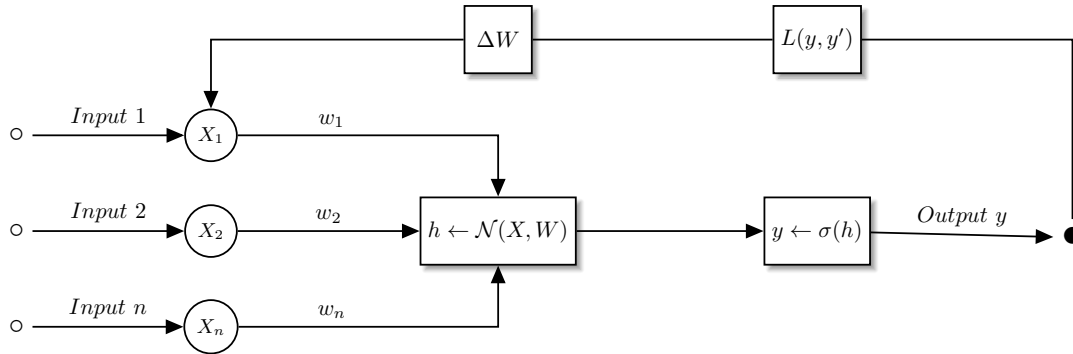 ΔW
L(y, y′)
Input 1
X₁
w₁
Input 2
X₂
w₂
h ← 𝒩(X, W)
y ← σ(h)
Output y
Input n
Xₙ
wₙ